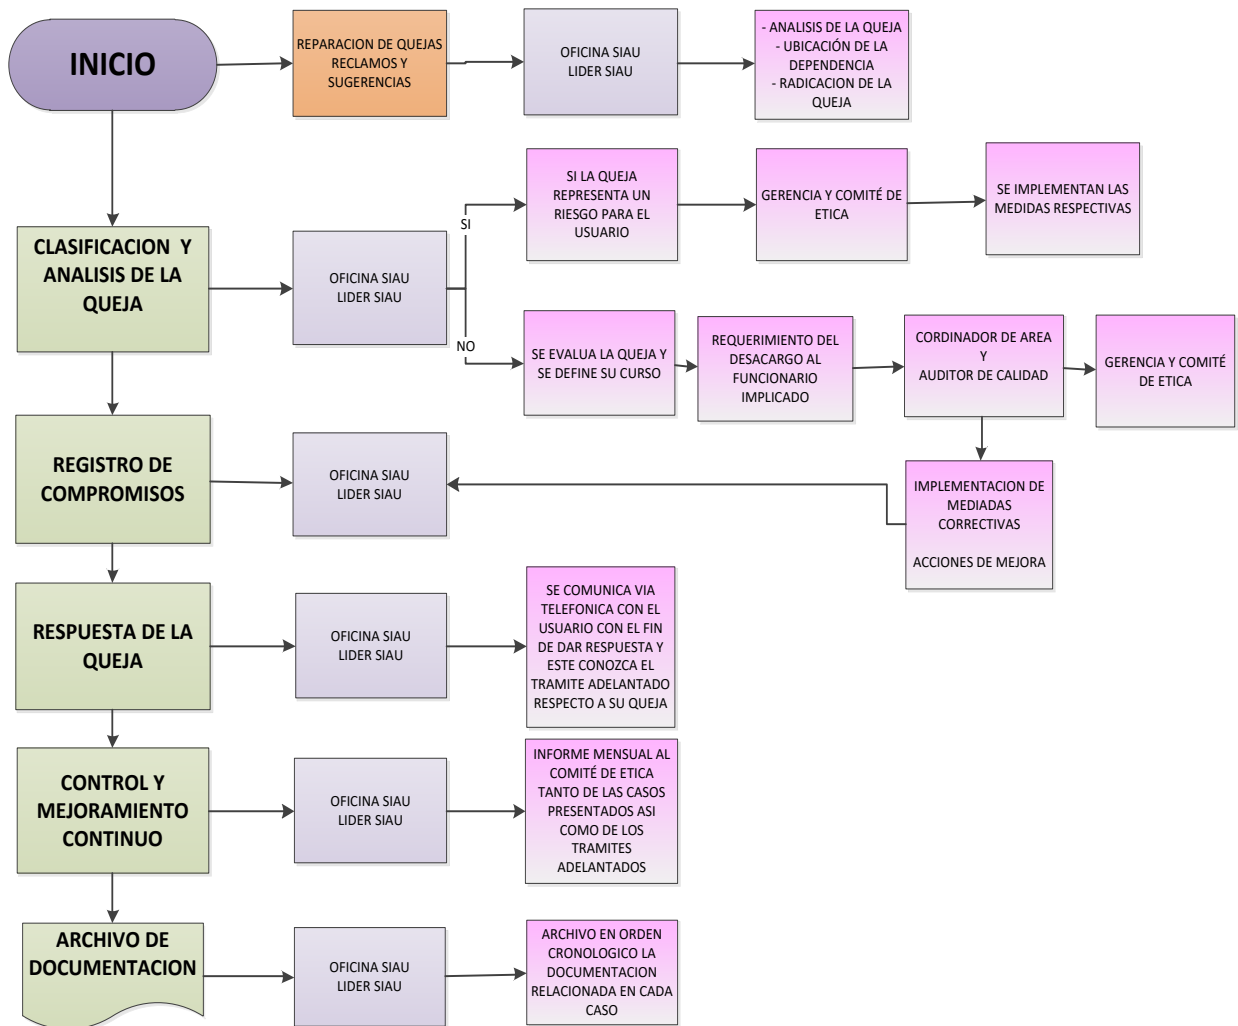 INICIO
REPARACION DE QUEJAS
RECLAMOS Y
SUGERENCIAS
OFICINA SIAU
LIDER SIAU
- ANALISIS DE LA QUEJA
- UBICACIÓN DE LA
DEPENDENCIA
- RADICACION DE LA
QUEJA
CLASIFICACION Y
ANALISIS DE LA
QUEJA
OFICINA SIAU
LIDER SIAU
SI
SI LA QUEJA
REPRESENTA UN
RIESGO PARA EL
USUARIO
GERENCIA Y COMITÉ DE
ETICA
SE IMPLEMENTAN LAS
MEDIDAS RESPECTIVAS
NO
SE EVALUA LA QUEJA Y
SE DEFINE SU CURSO
REQUERIMIENTO DEL
DESACARGO AL
FUNCIONARIO
IMPLICADO
CORDINADOR DE AREA
Y
AUDITOR DE CALIDAD
GERENCIA Y COMITÉ
DE ETICA
REGISTRO DE
COMPROMISOS
OFICINA SIAU
LIDER SIAU
IMPLEMENTACION DE
MEDIADAS
CORRECTIVAS
ACCIONES DE MEJORA
RESPUESTA DE LA
QUEJA
OFICINA SIAU
LIDER SIAU
SE COMUNICA VIA
TELEFONICA CON EL
USUARIO CON EL FIN
DE DAR RESPUESTA Y
ESTE CONOZCA EL
TRAMITE ADELANTADO
RESPECTO A SU QUEJA
CONTROL Y
MEJORAMIENTO
CONTINUO
OFICINA SIAU
LIDER SIAU
INFORME MENSUAL AL
COMITÉ DE ETICA
TANTO DE LAS CASOS
PRESENTADOS ASI
COMO DE LOS
TRAMITES
ADELANTADOS
ARCHIVO DE
DOCUMENTACION
OFICINA SIAU
LIDER SIAU
ARCHIVO EN ORDEN
CRONOLOGICO LA
DOCUMENTACION
RELACIONADA EN CADA
CASO